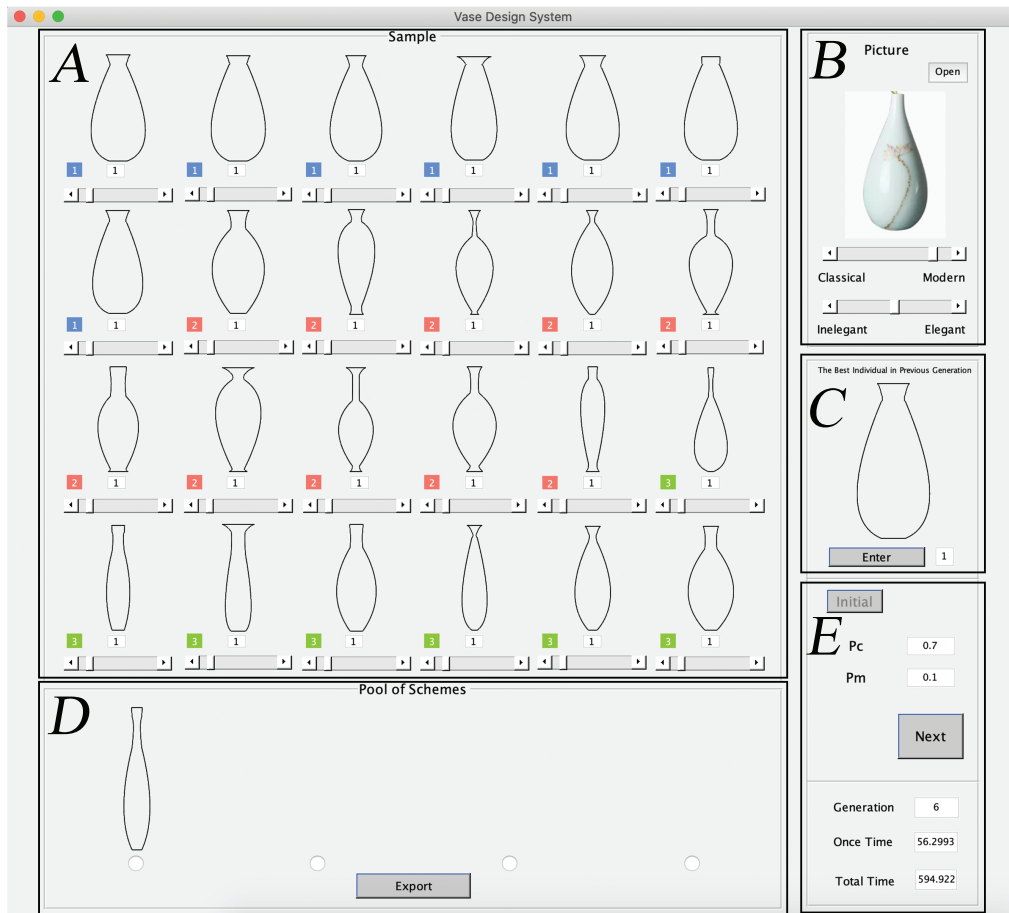 Vase Design System
A
Sample
1 1 1 1 1 1 1 1 1 1 1 1
1 1 2 1 2 1 2 1 2 1 2 1
2 1 2 1 2 1 2 1 2 1 3 1
3 1 3 1 3 1 3 1 3 1 3 1
B
Picture
Open
Classical Modern
Inelegant Elegant
The Best Individual in Previous Generation
C
Enter 1
D
Pool of Schemes
Export
Initial
E
Pc 0.7
Pm 0.1
Next
Generation 6
Once Time 56.2993
Total Time 594.922